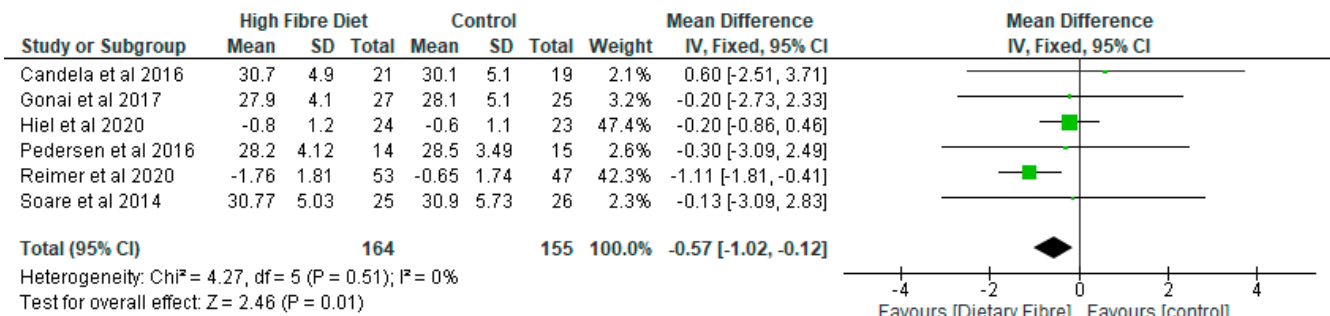 High Fibre Diet Control Mean Difference Mean Difference
Study or Subgroup Mean SD Total Mean SD Total Weight IV, Fixed, 95% CI IV, Fixed, 95% CI
Candela et al 2016 30.7 4.9 21 30.1 5.1 19 2.1% 0.60 [-2.51, 3.71]
Gonai et al 2017 27.9 4.1 27 28.1 5.1 25 3.2% -0.20 [-2.73, 2.33]
Hiel et al 2020 -0.8 1.2 24 -0.6 1.1 23 47.4% -0.20 [-0.86, 0.46]
Pedersen et al 2016 28.2 4.12 14 28.5 3.49 15 2.6% -0.30 [-3.09, 2.49]
Reimer et al 2020 -1.76 1.81 53 -0.65 1.74 47 42.3% -1.11 [-1.81, -0.41]
Soare et al 2014 30.77 5.03 25 30.9 5.73 26 2.3% -0.13 [-3.09, 2.83]
Total (95% CI) 164 155 100.0% -0.57 [-1.02, -0.12]
Heterogeneity: Chi² = 4.27, df = 5 (P = 0.51); I² = 0%
Test for overall effect: Z = 2.46 (P = 0.01)
-4 -2 0 2 4
Favours [Dietary Fibre] Favours [control]